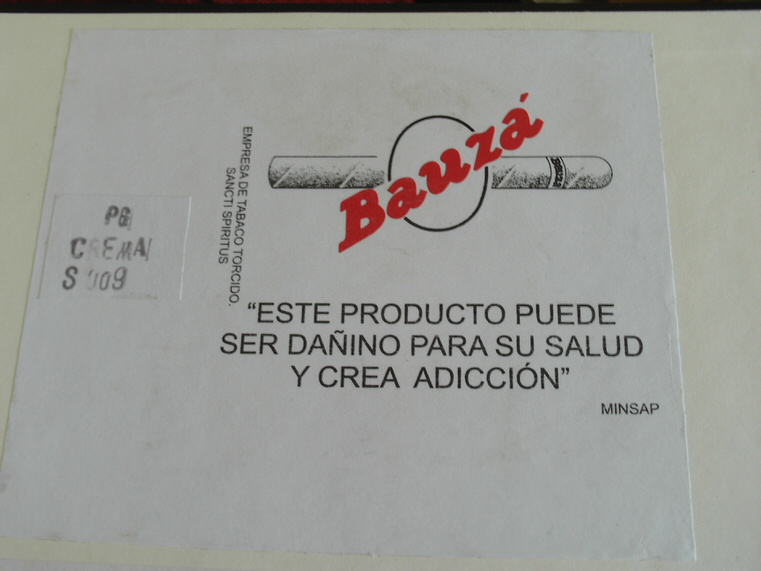 Bauzá
BAUZA
EMPRESA DE TABACO TORCIDO,
SANCTI SPIRITUS
PG
CREMA
S 009
"ESTE PRODUCTO PUEDE
SER DAÑINO PARA SU SALUD
Y CREA ADICCIÓN"
MINSAP